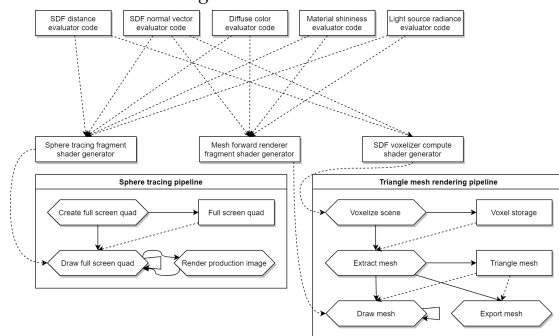 SDF distance
evaluator code
SDF normal vector
evaluator code
Diffuse color
evaluator code
Material shininess
evaluator code
Light source radiance
evaluator code
Sphere tracing fragment
shader generator
Mesh forward renderer
fragment shader generator
SDF voxelizer compute
shader generator
Sphere tracing pipeline
Create full screen quad
Full screen quad
Draw full screen quad
Render production image
Triangle mesh rendering pipeline
Voxelize scene
Voxel storage
Extract mesh
Triangle mesh
Draw mesh
Export mesh